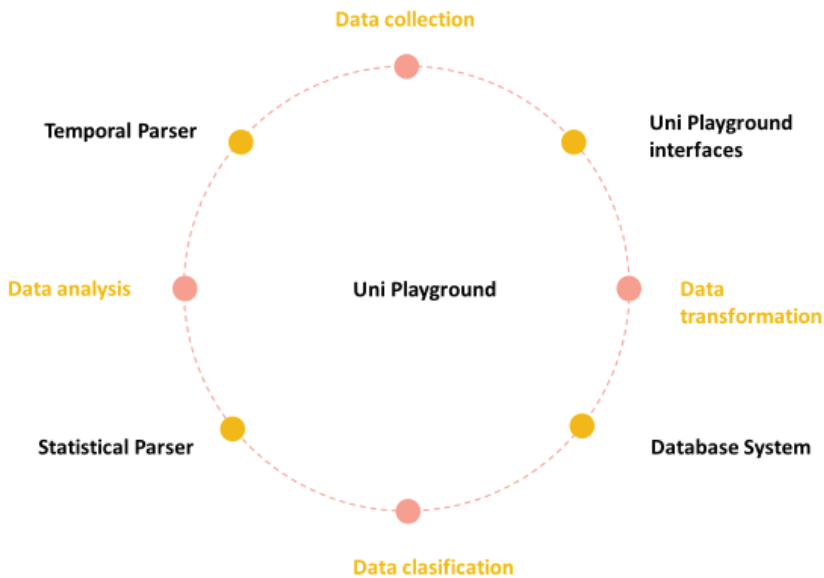 Data collection
Temporal Parser
Uni Playground
interfaces
Data analysis
Uni Playground
Data
transformation
Statistical Parser
Database System
Data clasification